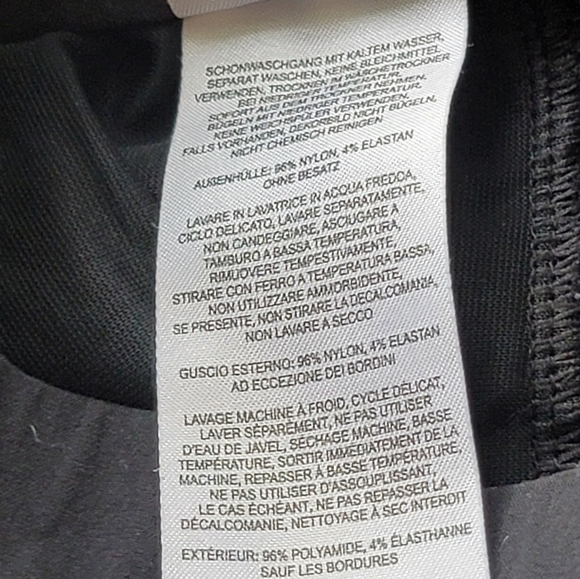 SCHONWASCHGANG MIT KALTEM WASSER,
SEPARAT WASCHEN, KEINE BLEICHMITTEL
VERWENDEN, TROCKNEN IM WÄSCHETROCKNER
BEI NIEDRIGER TEMPERATUR,
SOFORT AUS DEM TROCKNER NEHMEN,
BÜGELN MIT NIEDRIGER TEMPERATUR,
KEINE WEICHSPÜLER VERWENDEN,
FALLS VORHANDEN, DEKORBILD NICHT BÜGELN,
NICHT CHEMISCH REINIGEN
AUßENHÜLLE: 96% NYLON, 4% ELASTAN
OHNE BESATZ
LAVARE IN LAVATRICE IN ACQUA FREDDA,
CICLO DELICATO, LAVARE SEPARATAMENTE,
NON CANDEGGIARE, ASCIUGARE A
TAMBURO A BASSA TEMPERATURA,
RIMUOVERE TEMPESTIVAMENTE,
STIRARE CON FERRO A TEMPERATURA BASSA,
NON UTILIZZARE AMMORBIDENTE,
SE PRESENTE, NON STIRARE LA DECALCOMANIA,
NON LAVARE A SECCO
GUSCIO ESTERNO: 96% NYLON, 4% ELASTAN
AD ECCEZIONE DEI BORDINI
LAVAGE MACHINE À FROID, CYCLE DÉLICAT,
LAVER SÉPARÉMENT, NE PAS UTILISER
D'EAU DE JAVEL, SÉCHAGE MACHINE, BASSE
TEMPÉRATURE, SORTIR IMMÉDIATEMENT DE LA
MACHINE, REPASSER À BASSE TEMPÉRATURE,
NE PAS UTILISER D'ASSOUPLISSANT,
LE CAS ÉCHÉANT, NE PAS REPASSER LA
DÉCALCOMANIE, NETTOYAGE À SEC INTERDIT
EXTÉRIEUR: 96% POLYAMIDE, 4% ÉLASTHANNE
SAUF LES BORDURES